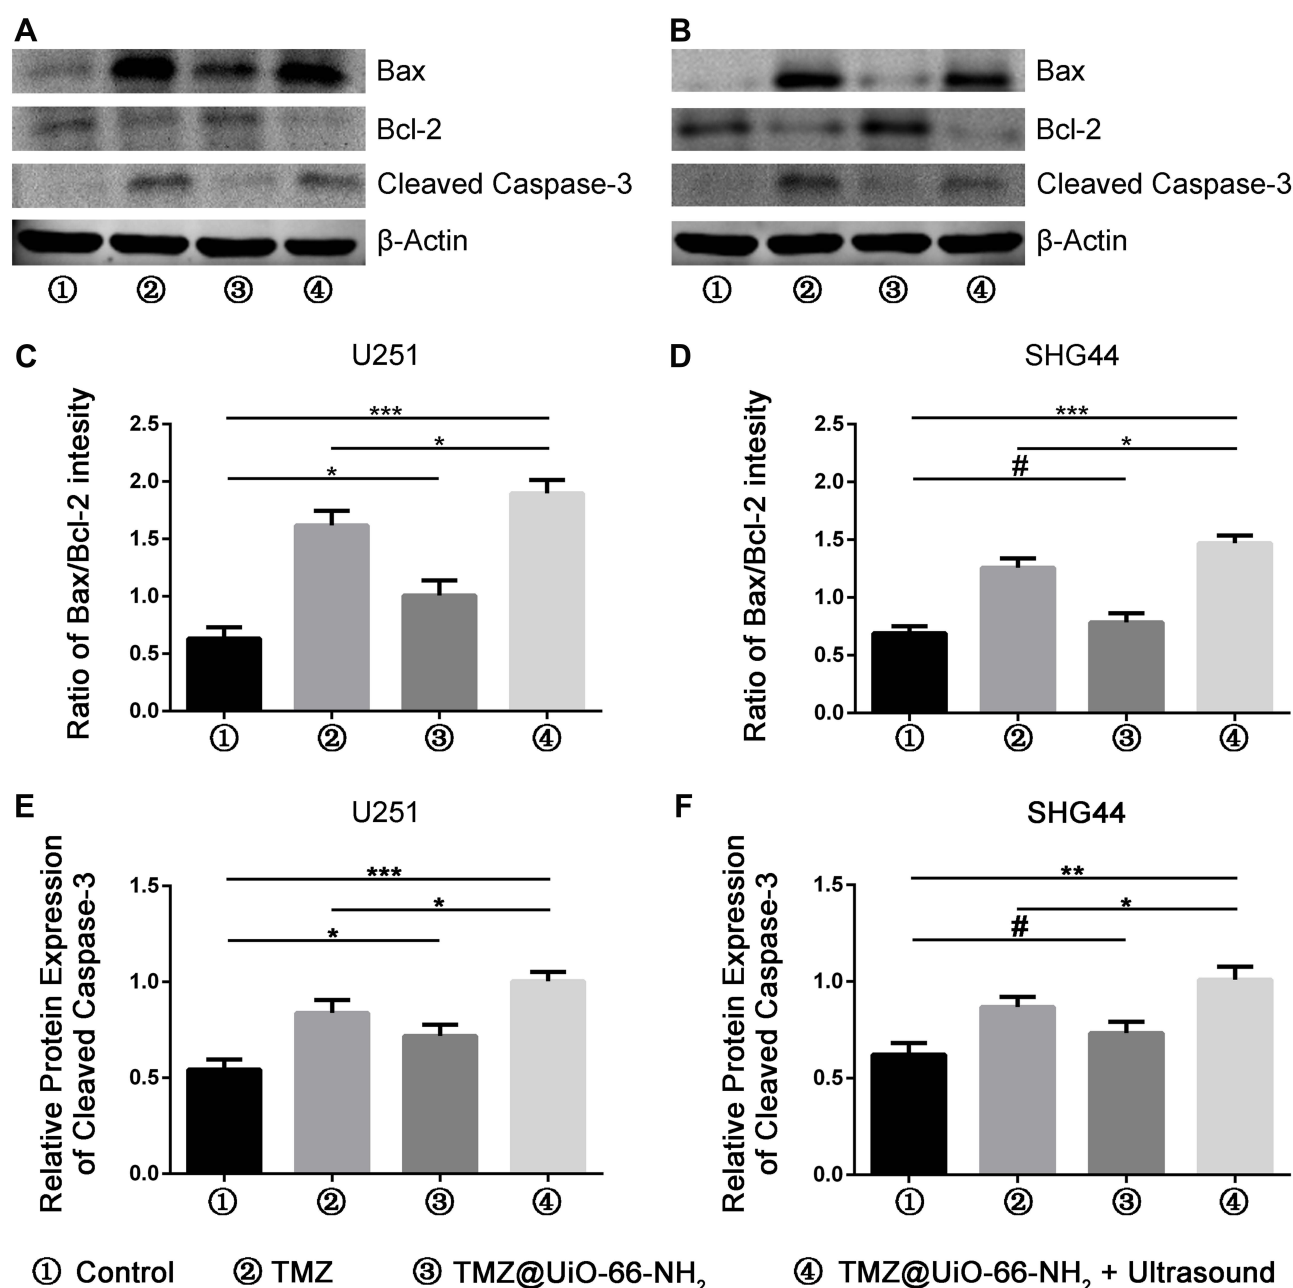 A
B
Bax
Bax
Bcl-2
Bcl-2
Cleaved Caspase-3
Cleaved Caspase-3
β-Actin
β-Actin
① ② ③ ④
① ② ③ ④
C
U251
Ratio of Bax/Bcl-2 intesity
2.5
2.0
1.5
1.0
0.5
0.0
***
*
*
① ② ③ ④
D
SHG44
Ratio of Bax/Bcl-2 intesity
2.5
2.0
1.5
1.0
0.5
0.0
***
*
#
① ② ③ ④
E
U251
Relative Protein Expression
of Cleaved Caspase-3
1.5
1.0
0.5
0.0
***
*
*
① ② ③ ④
F
SHG44
Relative Protein Expression
of Cleaved Caspase-3
1.5
1.0
0.5
0.0
**
*
#
① ② ③ ④
① Control ② TMZ ③ TMZ@UiO-66-NH₂ ④ TMZ@UiO-66-NH₂ + Ultrasound